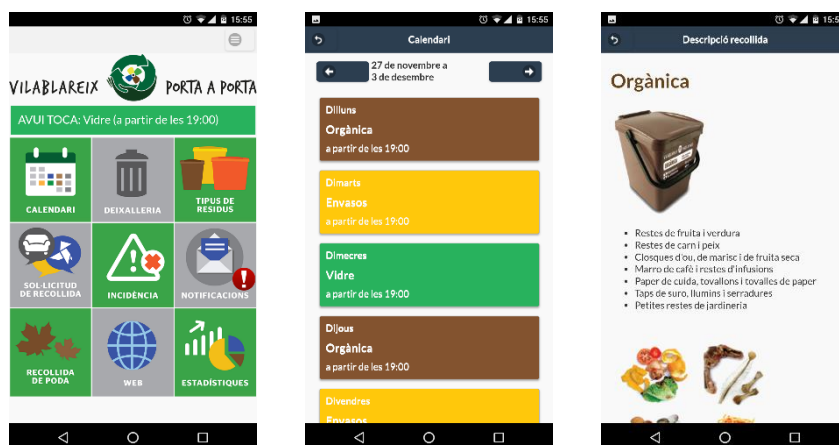 15:55
VILABLAREIX PORTA A PORTA
AVUI TOCA: Vidre (a partir de les 19:00)
CALENDARI
DEIXALLERIA
TIPUS DE
RESIDUS
SOL·LICITUD
DE RECOLLIDA
INCIDÈNCIA
NOTIFICACIONS
RECOLLIDA
DE PODA
WEB
ESTADÍSTIQUES
15:55
Calendari
27 de novembre a
3 de desembre
Dilluns
Orgànica
a partir de les 19:00
Dimarts
Envasos
a partir de les 19:00
Dimecres
Vidre
a partir de les 19:00
Dijous
Orgànica
a partir de les 19:00
Divendres
Envasos
15:5
Descripció recollida
Orgànica
• Restes de fruita i verdura
• Restes de carn i peix
• Closques d'ou, de marisc i de fruita seca
• Marro de cafè i restes d'infusions
• Paper de cuida, tovallons i tovalles de paper
• Taps de suro, llumins i serradures
• Petites restes de jardineria